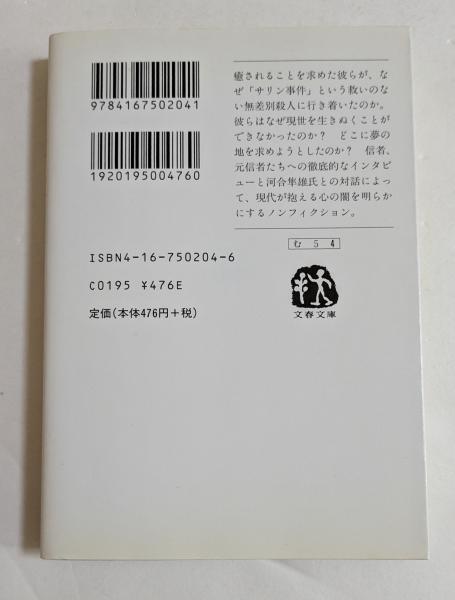 9784167502041
1920195004760
ISBN4-16-750204-6
C0195 ¥476E
定価(本体476円+税)
癒されることを求めた彼らが、な
ぜ「サリン事件」という救いのな
い無差別殺人に行き着いたのか。
彼らはなぜ現世を生きぬくことが
できなかったのか? どこに夢の
地を求めようとしたのか? 信者、
元信者たちへの徹底的なインタビ
ューと河合隼雄氏との対話によっ
て、現代が抱える心の闇を明らか
にするノンフィクション。
む 5 4
文春文庫